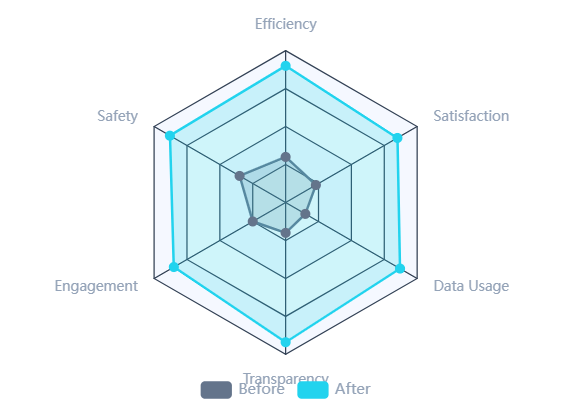 Efficiency
Safety
Satisfaction
Engagement
Data Usage
Transparency
Before
After